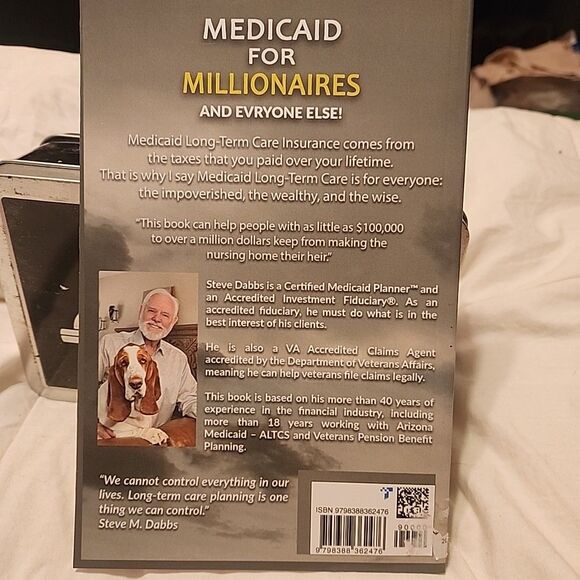 MEDICAID
FOR
MILLIONAIRES
AND EVRYONE ELSE!
Medicaid Long-Term Care Insurance comes from
the taxes that you paid over your lifetime.
That is why I say Medicaid Long-Term Care is for everyone:
the impoverished, the wealthy, and the wise.
"This book can help people with as little as $100,000
to over a million dollars keep from making the
nursing home their heir."
Steve Dabbs is a Certified Medicaid Planner™ and
an Accredited Investment Fiduciary®. As an
accredited fiduciary, he must do what is in the
best interest of his clients.
He is also a VA Accredited Claims Agent
accredited by the Department of Veterans Affairs,
meaning he can help veterans file claims legally.
This book is based on his more than 40 years of
experience in the financial industry, including
more than 18 years working with Arizona
Medicaid – ALTCS and Veterans Pension Benefit
Planning.
"We cannot control everything in our
lives. Long-term care planning is one
thing we can control."
Steve M. Dabbs
ISBN 9798388362476
90000
9 798388 362476